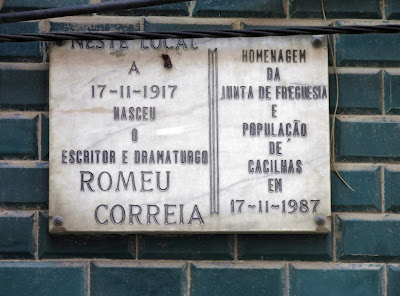 NESTE LOCAL
A
17-11-1917
NASCEU
O
ESCRITOR E DRAMATURGO
ROMEU
CORREIA
HOMENAGEM
DA
JUNTA DE FREGUESIA
E
POPULAÇÃO
DE
CACILHAS
EM
17-11-1987